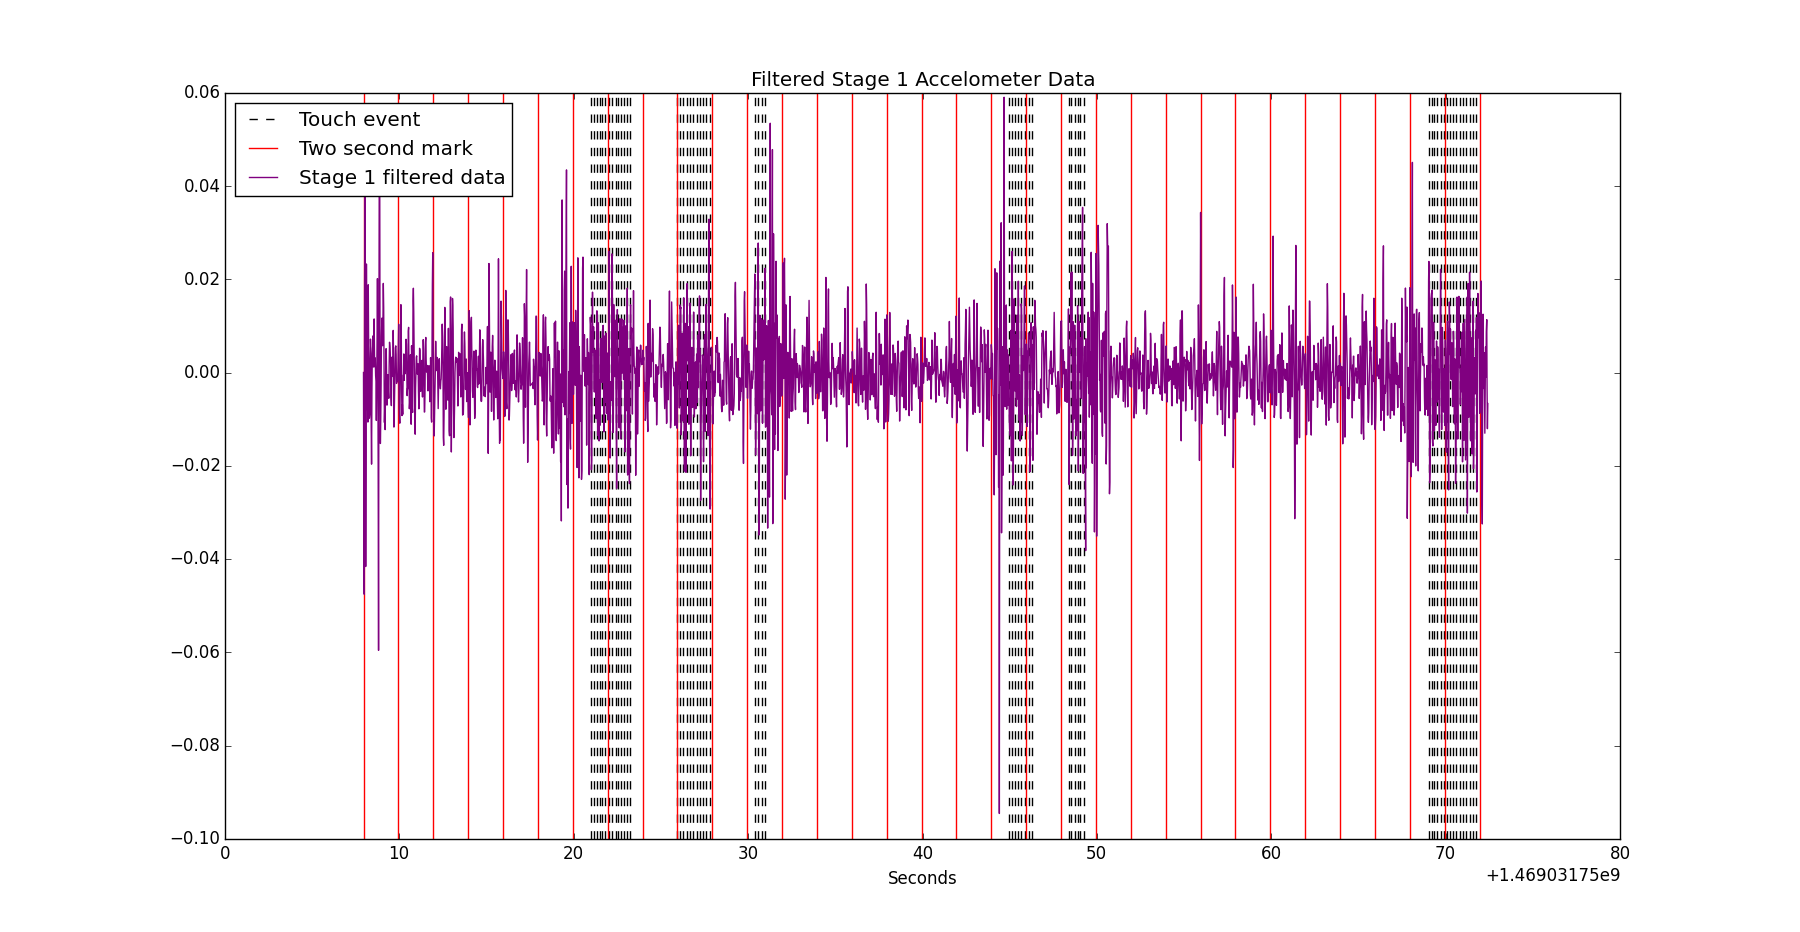 Filtered Stage 1 Accelometer Data
0.06
0.04
0.02
0.00
−0.02
−0.04
−0.06
−0.08
−0.10
Touch event
Two second mark
Stage 1 filtered data
0 10 20 30 40 50 60 70 80
Seconds
+1.46903175e9